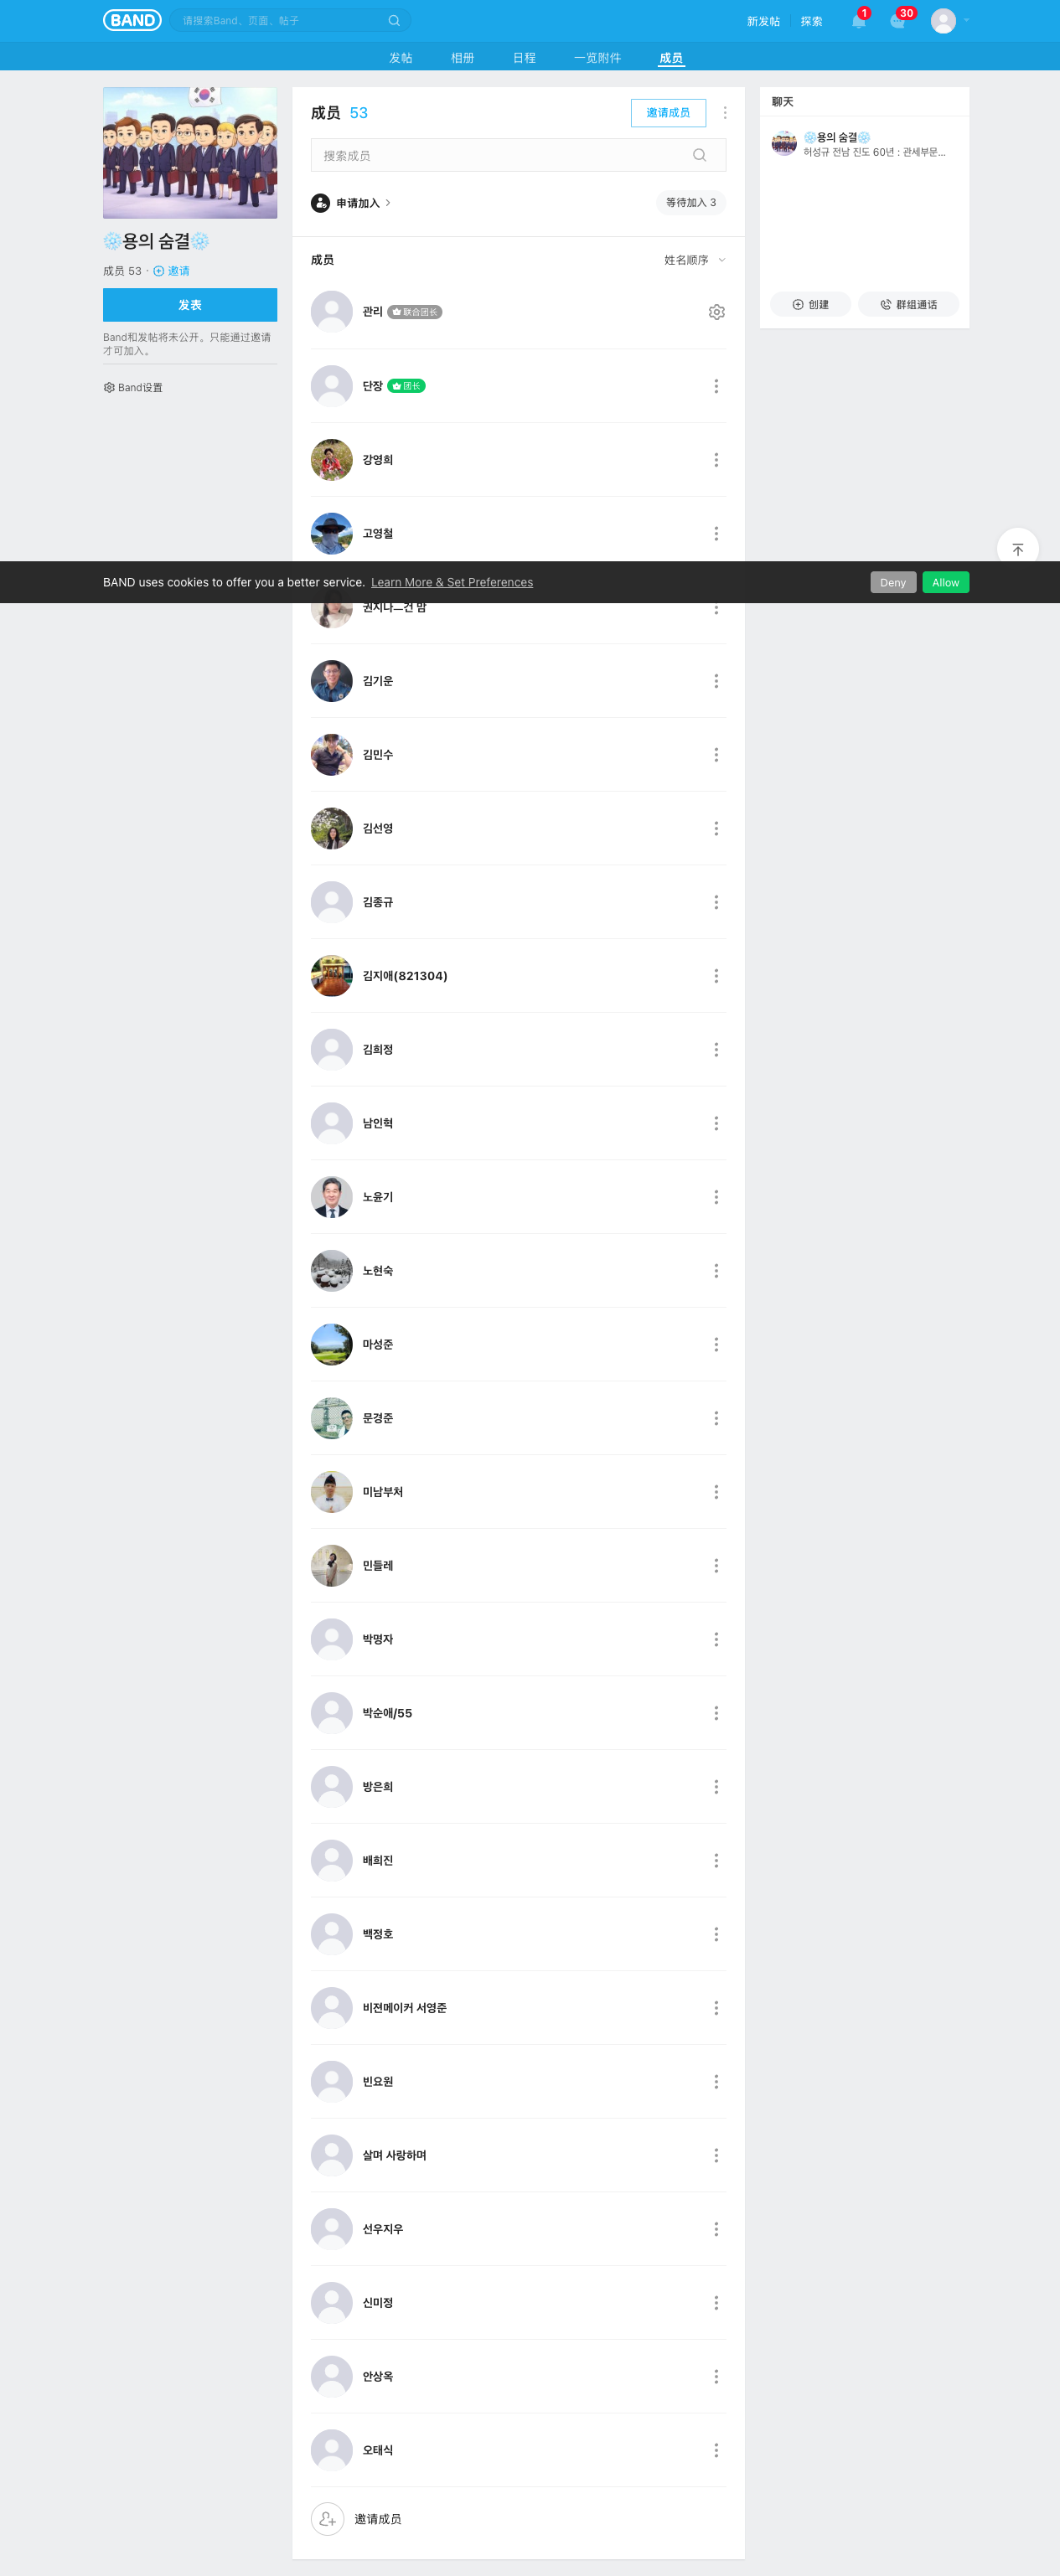 BAND
请搜索Band、页面、帖子
新发帖
探索
1
30
发帖
相册
日程
一览附件
成员
❄용의 숨결❄
成员 53 · 邀请
发表
Band和发帖将未公开。只能通过邀请
才可加入。
Band设置
成员 53
邀请成员
搜索成员
申请加入
等待加入 3
成员
姓名顺序
관리 联合团长
단장 团长
강영희
고영철
BAND uses cookies to offer you a better service. Learn More & Set Preferences
Deny
Allow
권지나ㅡ건 맘
김기운
김민수
김선영
김종규
김지애(821304)
김희정
남인혁
노윤기
노현숙
마성준
문경준
미남부처
민들레
박명자
박순애/55
방은희
배희진
백정호
비젼메이커 서영준
빈요원
살며 사랑하며
선우지우
신미정
안상옥
오태식
邀请成员
聊天
❄용의 숨결❄
허성규 전남 진도 60년 : 관세부문...
创建
群组通话